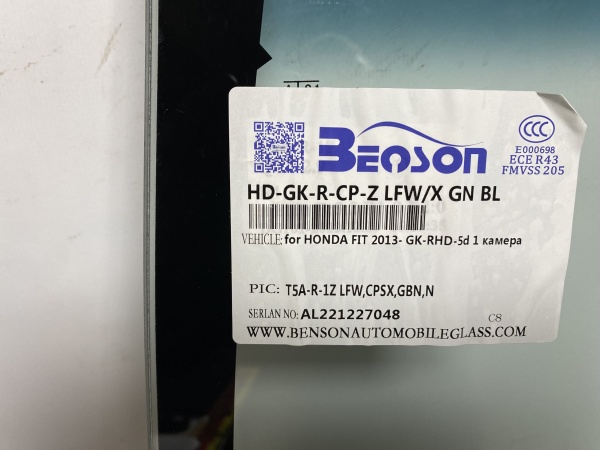 BENSON
CCC
E000698
ECE R43
FMVSS 205
HD-GK-R-CP-Z LFW/X GN BL
VEHICLE: for HONDA FIT 2013- GK-RHD-5d 1 камера
PIC: T5A-R-1Z LFW,CPSX,GBN,N
SERLAN NO: AL221227048
C8
WWW.BENSONAUTOMOBILEGLASS.COM